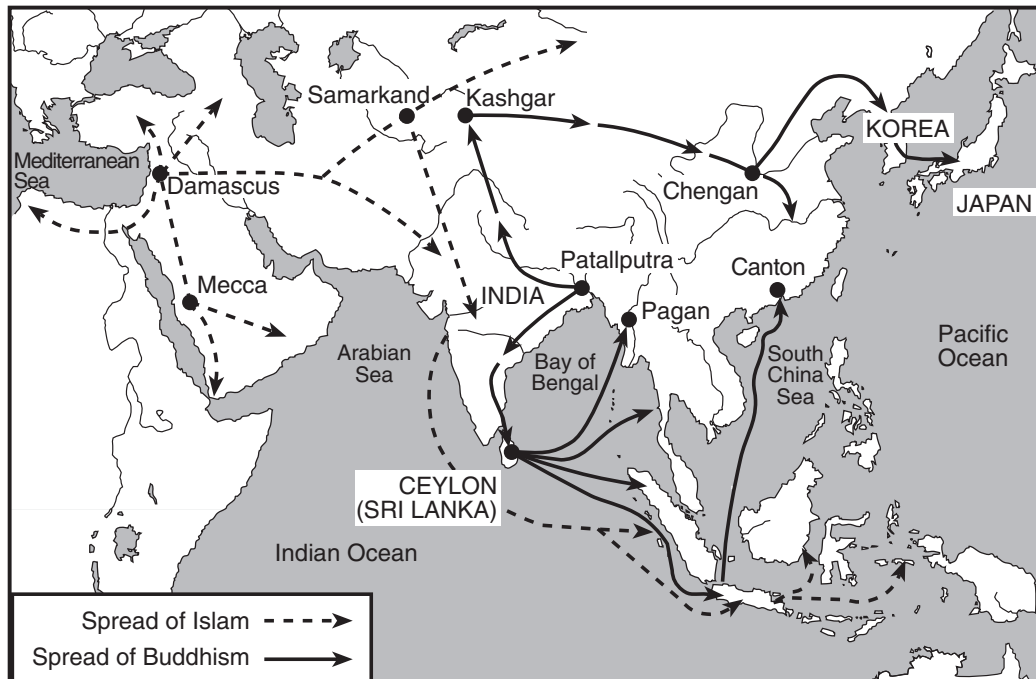 Samarkand
Kashgar
KOREA
Mediterranean
Sea
Damascus
Chengan
JAPAN
Patallputra
Canton
Mecca
INDIA
Pagan
Arabian
Sea
Bay of
Bengal
South
China
Sea
Pacific
Ocean
CEYLON
(SRI LANKA)
Indian Ocean
Spread of Islam
Spread of Buddhism